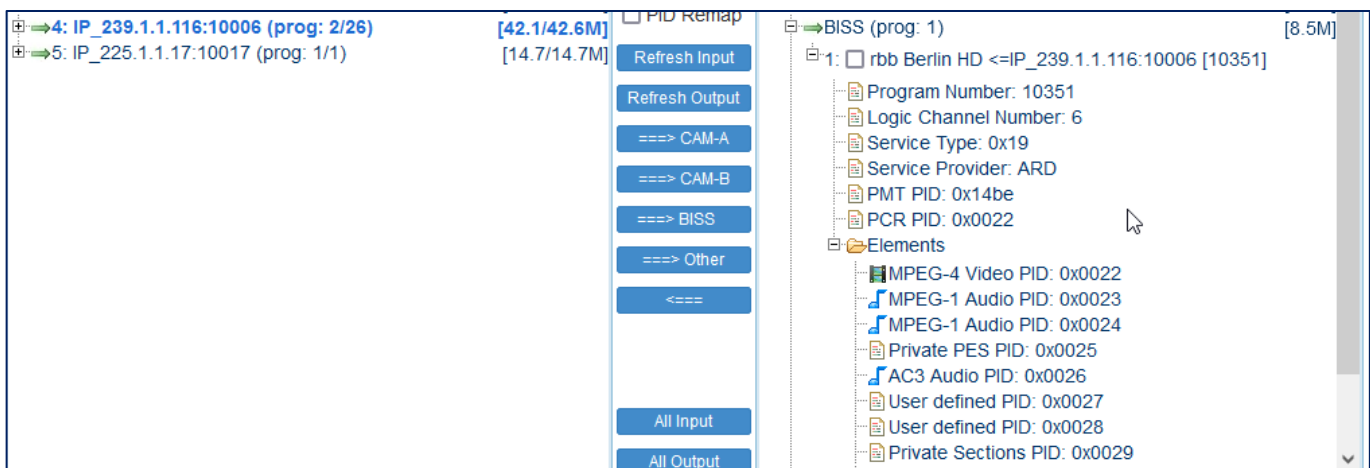 4: IP_239.1.1.116:10006 (prog: 2/26) [42.1/42.6M]
5: IP_225.1.1.17:10017 (prog: 1/1) [14.7/14.7M]
PID Remap
Refresh Input
Refresh Output
===> CAM-A
===> CAM-B
===> BISS
===> Other
<===
All Input
All Output
BISS (prog: 1) [8.5M]
1: rbb Berlin HD <=IP_239.1.1.116:10006 [10351]
Program Number: 10351
Logic Channel Number: 6
Service Type: 0x19
Service Provider: ARD
PMT PID: 0x14be
PCR PID: 0x0022
Elements
MPEG-4 Video PID: 0x0022
MPEG-1 Audio PID: 0x0023
MPEG-1 Audio PID: 0x0024
Private PES PID: 0x0025
AC3 Audio PID: 0x0026
User defined PID: 0x0027
User defined PID: 0x0028
Private Sections PID: 0x0029